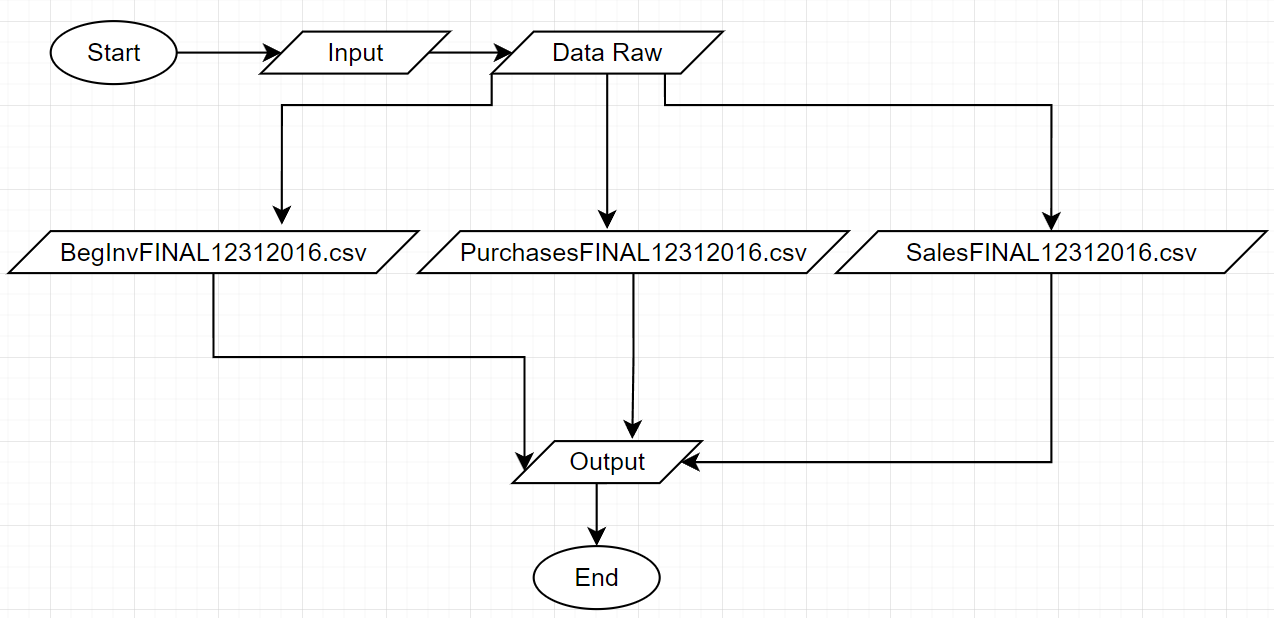 Start
Input
Data Raw
BegInvFINAL12312016.csv
PurchasesFINAL12312016.csv
SalesFINAL12312016.csv
Output
End